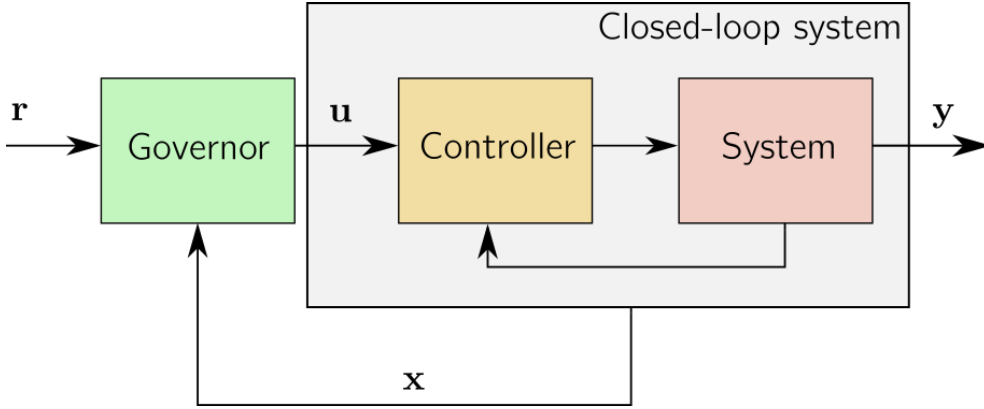 Closed-loop system
r
Governor
u
Controller
System
y
x